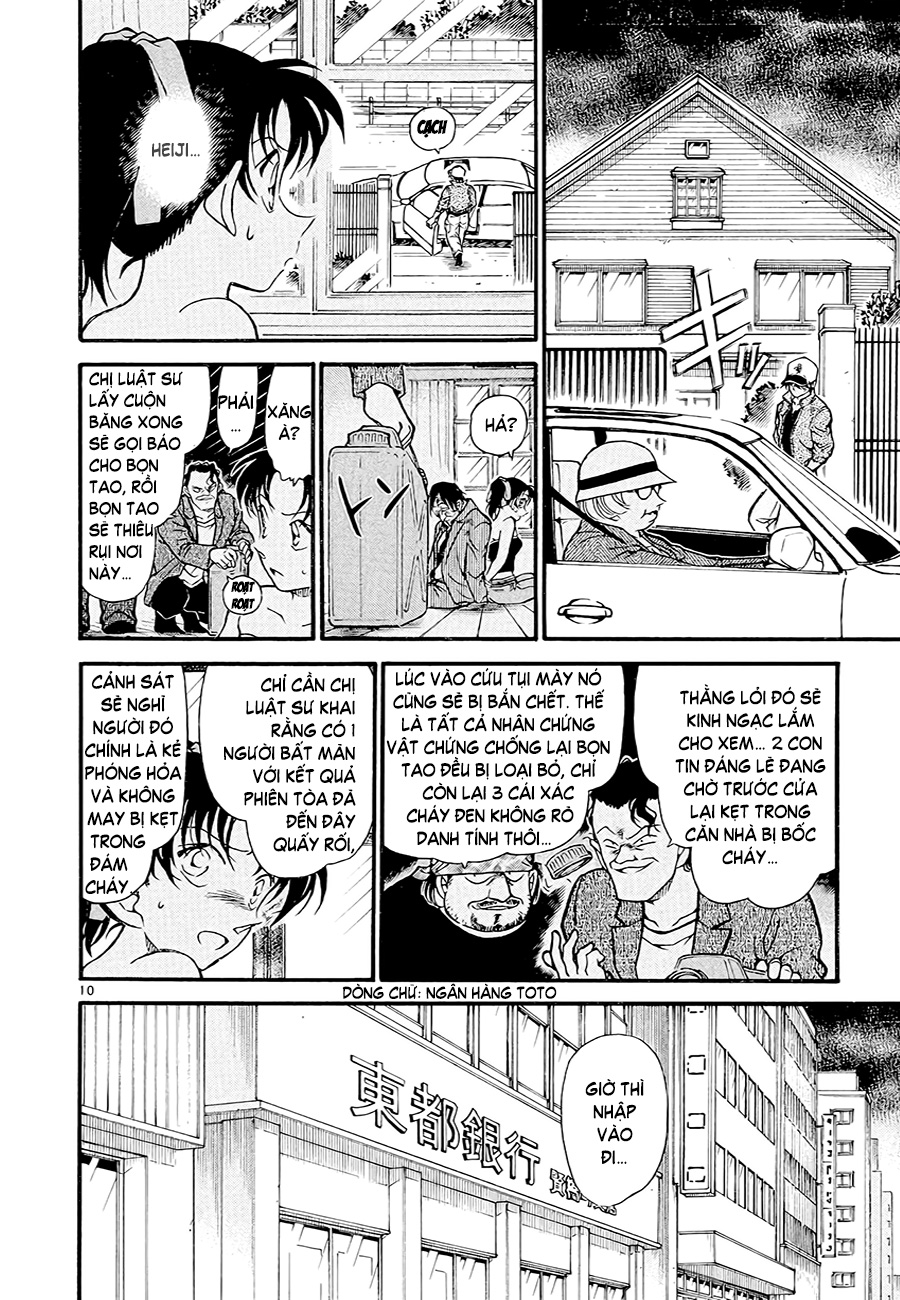 キ
CẠCH
HEIJI...
HẢ?
トン
XĂNG
À?
PHẢI
...
CHỊ LUẬT SƯ
LẤY CUỘN
BĂNG XONG
SẼ GỌI BÁO
CHO BỌN
TAO, RỒI
BỌN TAO
SẼ THIÊU
RỤI NƠI
NÀY...
ROẠT
ROẠT
THẰNG LỎI ĐÓ SẼ
KINH NGẠC LẮM
CHO XEM... 2 CON
TIN ĐÁNG LẼ ĐANG
CHỜ TRƯỚC CỬA
LẠI KẸT TRONG
CĂN NHÀ BỊ BỐC
CHÁY...
LÚC VÀO CỨU TỤI MÀY NÓ
CŨNG SẼ BỊ BẮN CHẾT. THẾ
LÀ TẤT CẢ NHÂN CHỨNG
VẬT CHỨNG CHỐNG LẠI BỌN
TAO ĐỀU BỊ LOẠI BỎ, CHỈ
CÒN LẠI 3 CÁI XÁC
CHÁY ĐEN KHÔNG RÕ
DANH TÍNH THÔI...
CHỈ CẦN CHỊ
LUẬT SƯ KHAI
RẰNG CÓ 1
NGƯỜI BẤT MÃN
VỚI KẾT QUẢ
PHIÊN TÒA ĐÃ
ĐẾN ĐÂY
QUẤY RỐI,
CẢNH SÁT
SẼ NGHĨ
NGƯỜI ĐÓ
CHÍNH LÀ KẺ
PHÓNG HỎA
VÀ KHÔNG
MAY BỊ KẸT
TRONG
ĐÁM
CHÁY...
10
DÒNG CHỮ: NGÂN HÀNG TOTO
東都銀行
GIỜ THÌ
NHẬP
VÀO
ĐI...